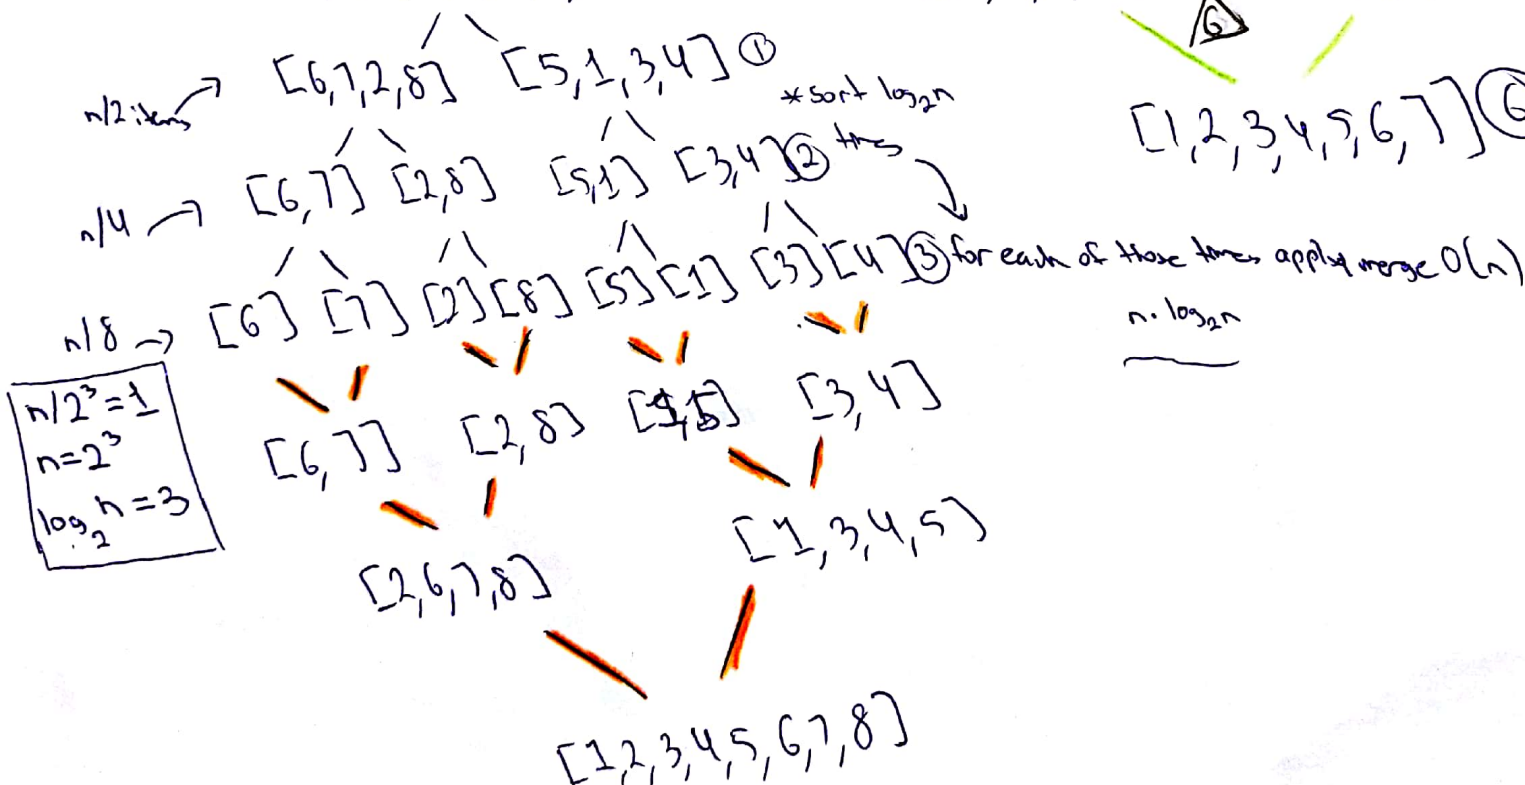 n/2 items → [6,7,2,8] [5,1,3,4] ①
*sort log₂n
times
n/4 → [6,7] [2,8] [5,1] [3,4] ②
n/8 → [6] [7] [2] [8] [5] [1] [3] [4] ③ for each of those times apply merge O(n)
n·log₂n
n/2³=1
n=2³
log₂n=3
[6,7] [2,8] [1,5] [3,4]
[2,6,7,8] [1,3,4,5]
[1,2,3,4,5,6,7,8]
6
[1,2,3,4,5,6,7] 6